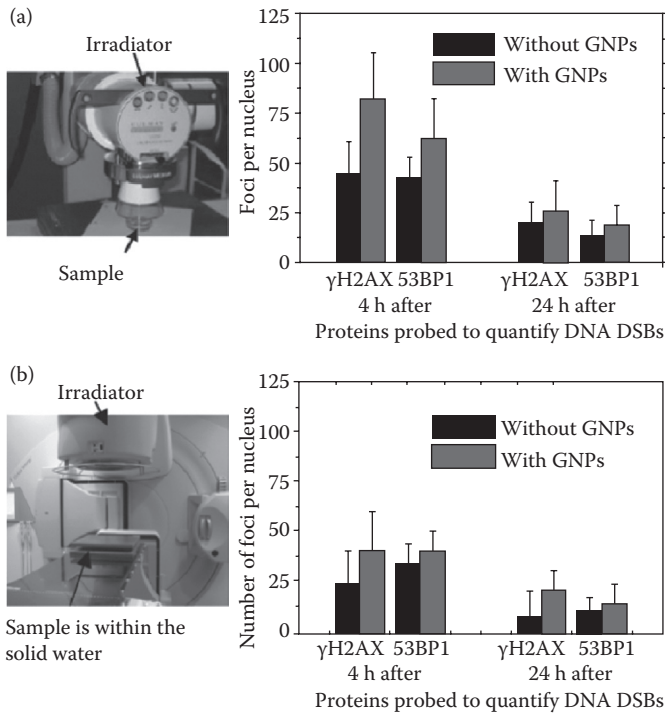 (a)
Irradiator
Sample
Foci per nucleus
125
100
75
50
25
0
Without GNPs
With GNPs
γH2AX 53BP1
4 h after
γH2AX 53BP1
24 h after
Proteins probed to quantify DNA DSBs
(b)
Irradiator
Sample is within the
solid water
Number of foci per nucleus
125
100
75
50
25
0
Without GNPs
With GNPs
γH2AX 53BP1
4 h after
γH2AX 53BP1
24 h after
Proteins probed to quantify DNA DSBs